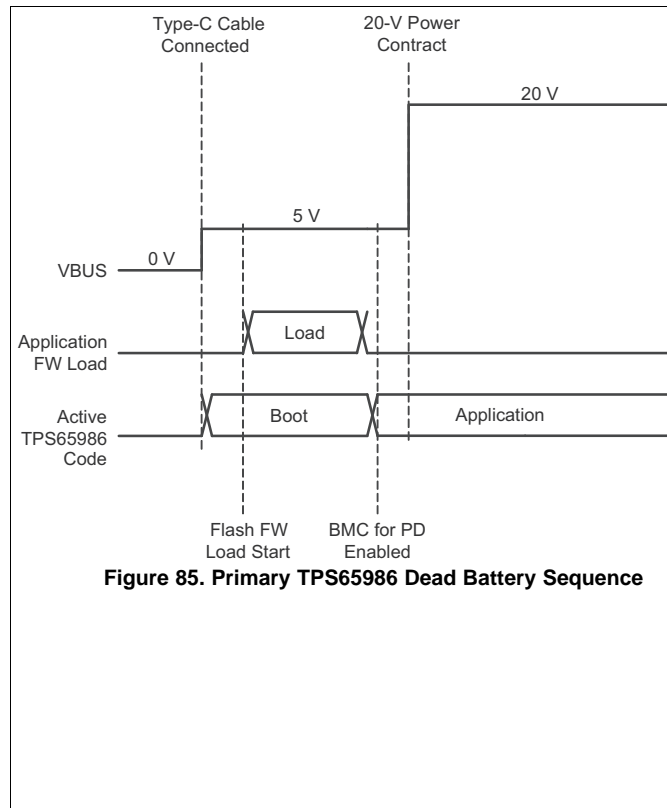 Type-C Cable
Connected
20-V Power
Contract
20 V
5 V
0 V
VBUS
Load
Application
FW Load
Boot
Application
Active
TPS65986
Code
Flash FW
Load Start
BMC for PD
Enabled
Figure 85. Primary TPS65986 Dead Battery Sequence